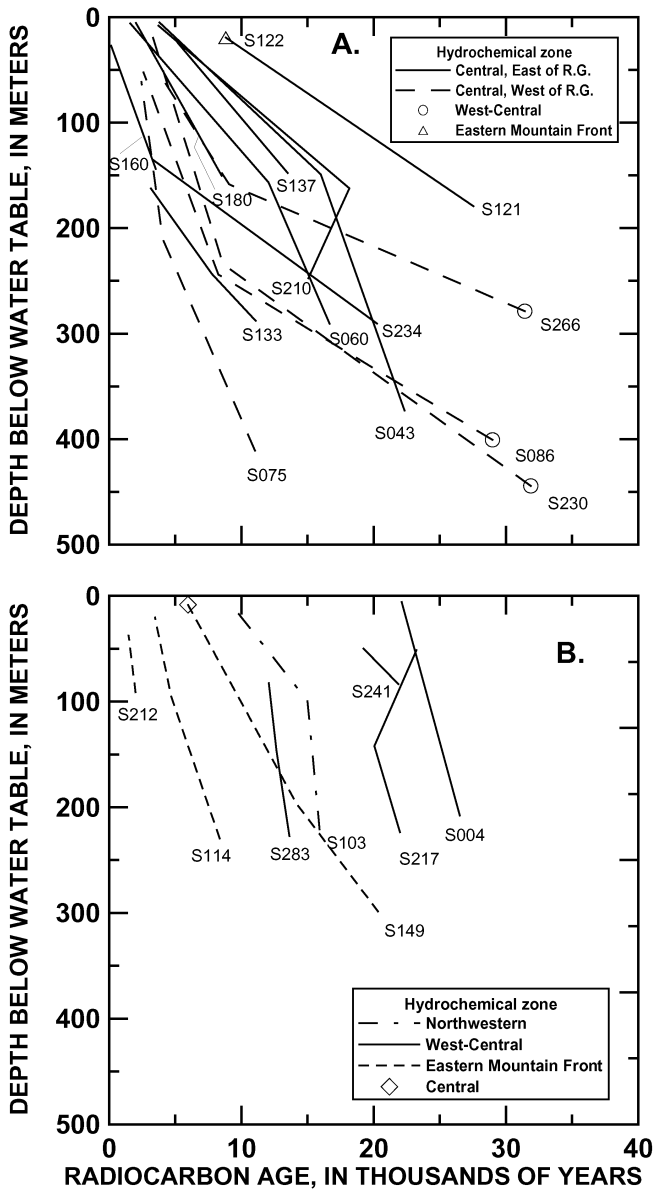 A.
DEPTH BELOW WATER TABLE, IN METERS
0
100
200
300
400
500
Hydrochemical zone
Central, East of R.G.
Central, West of R.G.
West-Central
Eastern Mountain Front
S122
S160
S180
S137
S121
S210
S266
S133
S060
S234
S043
S086
S075
S230
B.
DEPTH BELOW WATER TABLE, IN METERS
0
100
200
300
400
500
S241
S212
S114
S283
S103
S004
S217
S149
Hydrochemical zone
Northwestern
West-Central
Eastern Mountain Front
Central
0 10 20 30 40
RADIOCARBON AGE, IN THOUSANDS OF YEARS